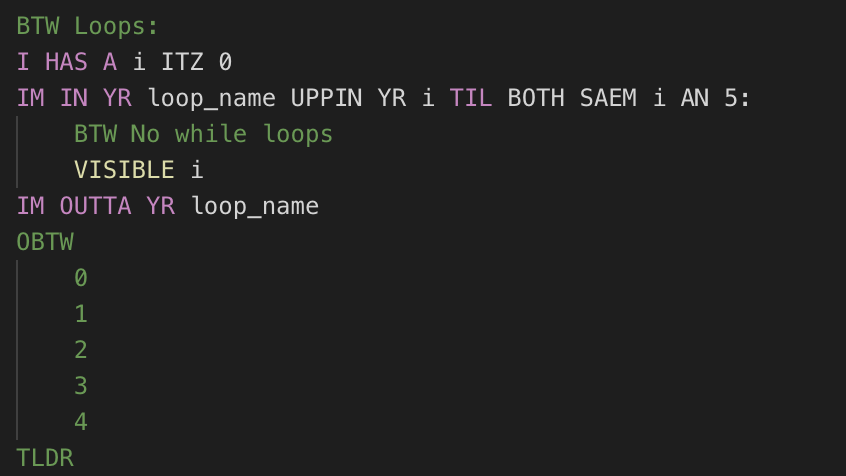 BTW Loops:
I HAS A i ITZ 0
IM IN YR loop_name UPPIN YR i TIL BOTH SAEM i AN 5:
BTW No while loops
VISIBLE i
IM OUTTA YR loop_name
OBTW
0
1
2
3
4
TLDR